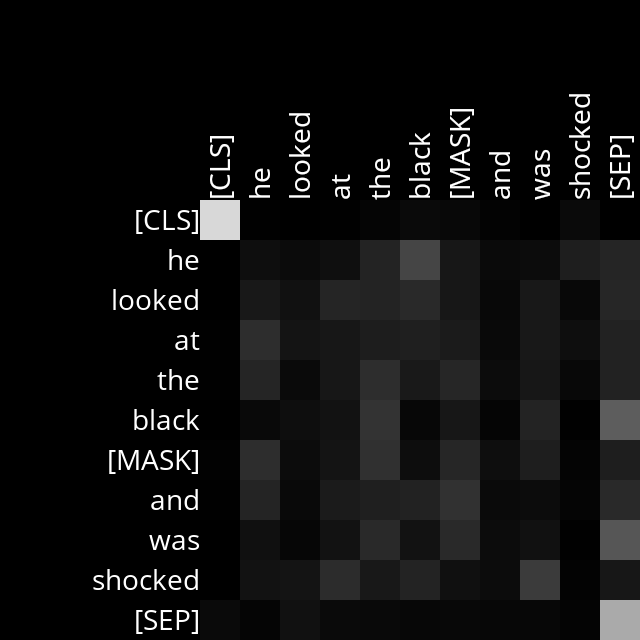 [CLS] he looked at the black [MASK] and was shocked [SEP]
[CLS]
he
looked
at
the
black
[MASK]
and
was
shocked
[SEP]